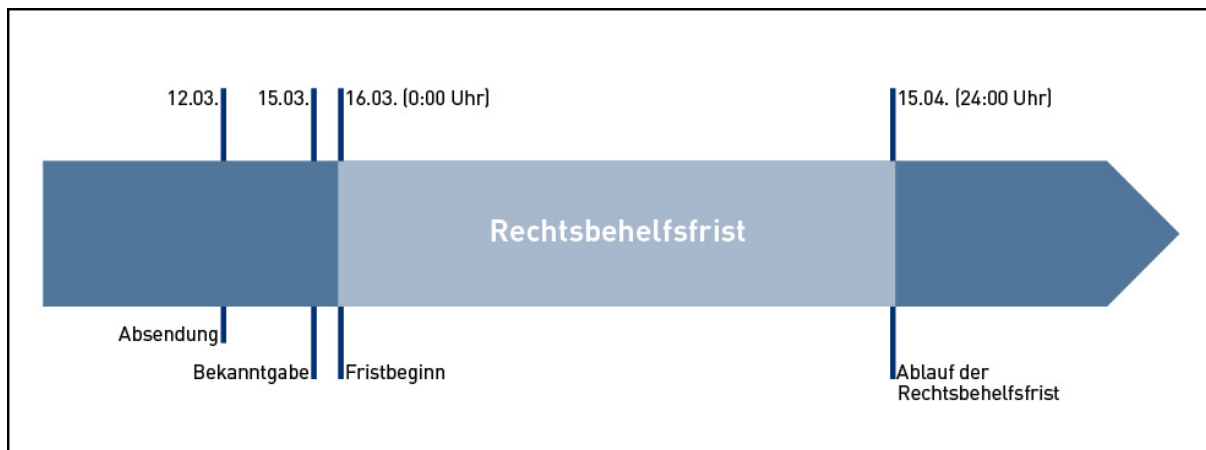 12.03.
15.03.
16.03. (0:00 Uhr)
15.04. (24:00 Uhr)
Rechtsbehelfsfrist
Absendung
Bekanntgabe
Fristbeginn
Ablauf der
Rechtsbehelfsfrist